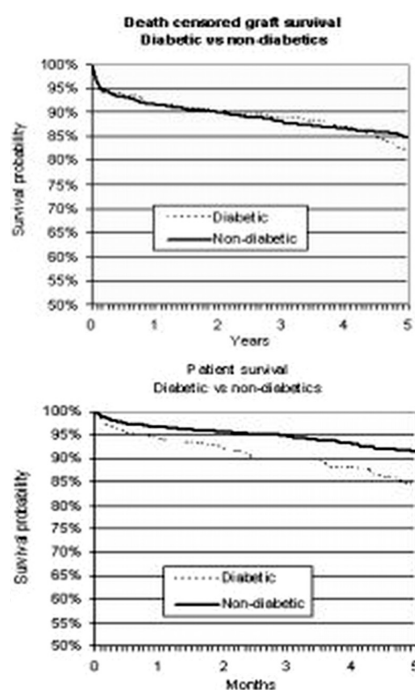 Death censored graft survival
Diabetic vs non-diabetics
Survival probability
100%
95%
90%
85%
80%
75%
70%
65%
60%
55%
50%
Diabetic
Non-diabetic
0 1 2 3 4 5
Years
Patient survival
Diabetic vs non-diabetics
Survival probability
100%
95%
90%
85%
80%
75%
70%
65%
60%
55%
50%
Diabetic
Non-diabetic
0 1 2 3 4 5
Months